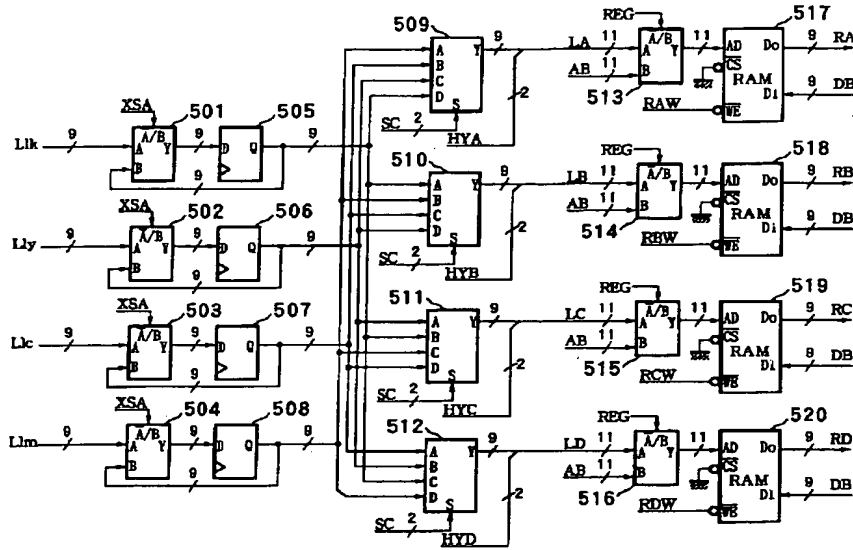 509
9
A
B
C
D
Y
S
SC
2
HYA
2
LA
11
AB
11
REG
A/B
A
B
Y
513
11
RAW
517
AD
Do
CS
RAM
Di
WE
9
RA
9
DB
XSA
501
505
Llk
9
A/B
A
Y
B
9
D
Q
9
9
510
9
A
B
C
D
Y
S
SC
2
HYB
2
LB
11
AB
11
REG
A/B
A
B
Y
514
11
RBW
518
AD
Do
CS
RAM
Di
WE
9
RB
9
DB
XSA
502
506
Lly
9
A/B
A
Y
B
9
D
Q
9
9
511
9
A
B
C
D
Y
S
SC
2
HYC
2
LC
11
AB
11
REG
A/B
A
B
Y
515
11
RCW
519
AD
Do
CS
RAM
Di
WE
9
RC
9
DB
XSA
503
507
Llc
9
A/B
A
Y
B
9
D
Q
9
9
512
9
A
B
C
D
Y
S
SC
2
HYD
2
LD
11
AB
11
REG
A/B
A
B
Y
516
11
RDW
520
AD
Do
CS
RAM
Di
WE
9
RD
9
DB
XSA
504
508
Llm
9
A/B
A
Y
B
9
D
Q
9
9